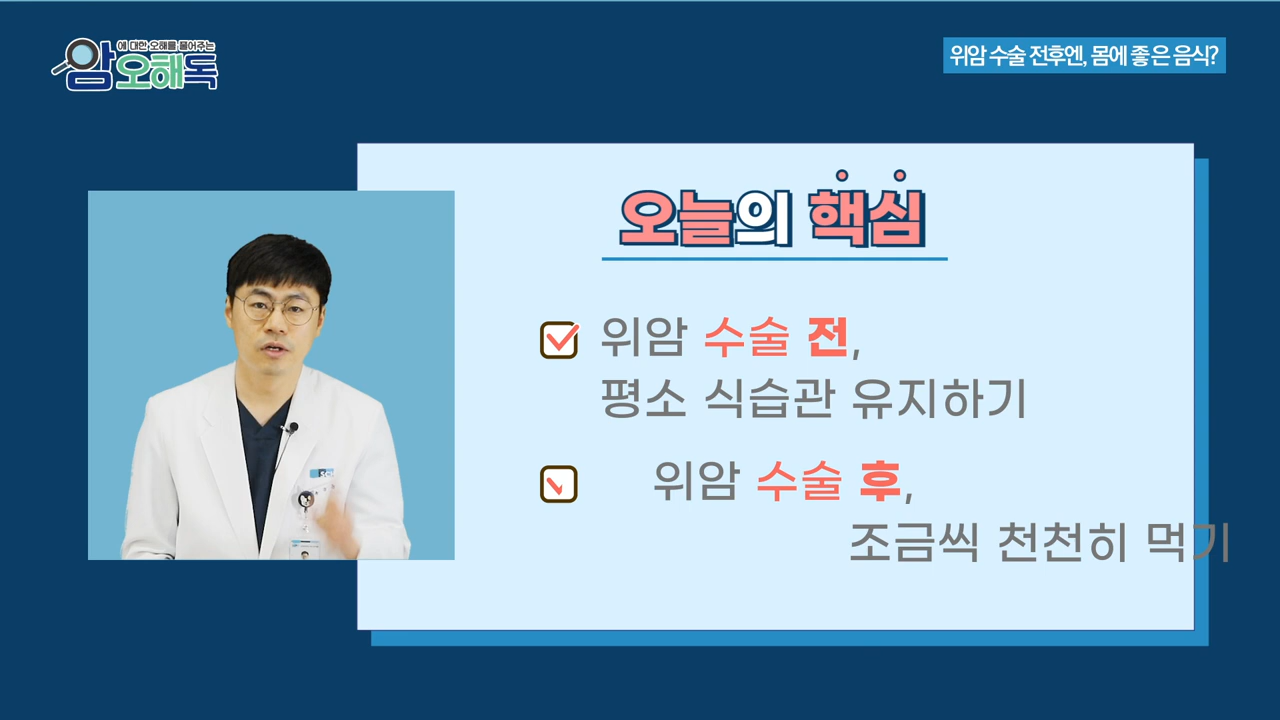 에 대한 오해를 풀어주는
암 오해독
위암 수술 전후엔, 몸에 좋은 음식?
오늘의 핵심
위암 수술 전,
평소 식습관 유지하기
위암 수술 후,
조금씩 천천히 먹기